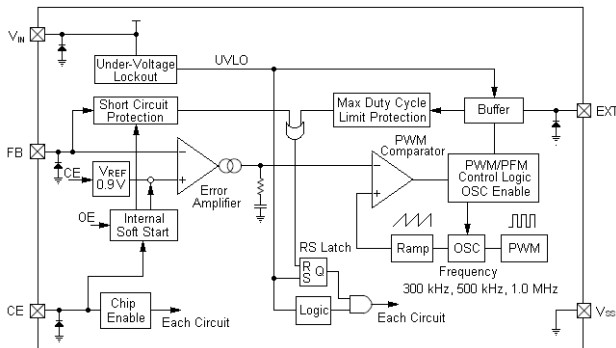 VIN
Under-Voltage
Lockout
UVLO
Short Circuit
Protection
Max Duty Cycle
Limit Protection
Buffer
EXT
FB
CE
VREF
0.9 V
Error
Amplifier
PWM
Comparator
PWM/PFM
Control Logic
OSC Enable
OE
Internal
Soft Start
Ramp
OSC
PWM
RS Latch
R
S
Q
Frequency
300 kHz, 500 kHz, 1.0 MHz
CE
Chip
Enable
Each Circuit
Logic
Each Circuit
VSS